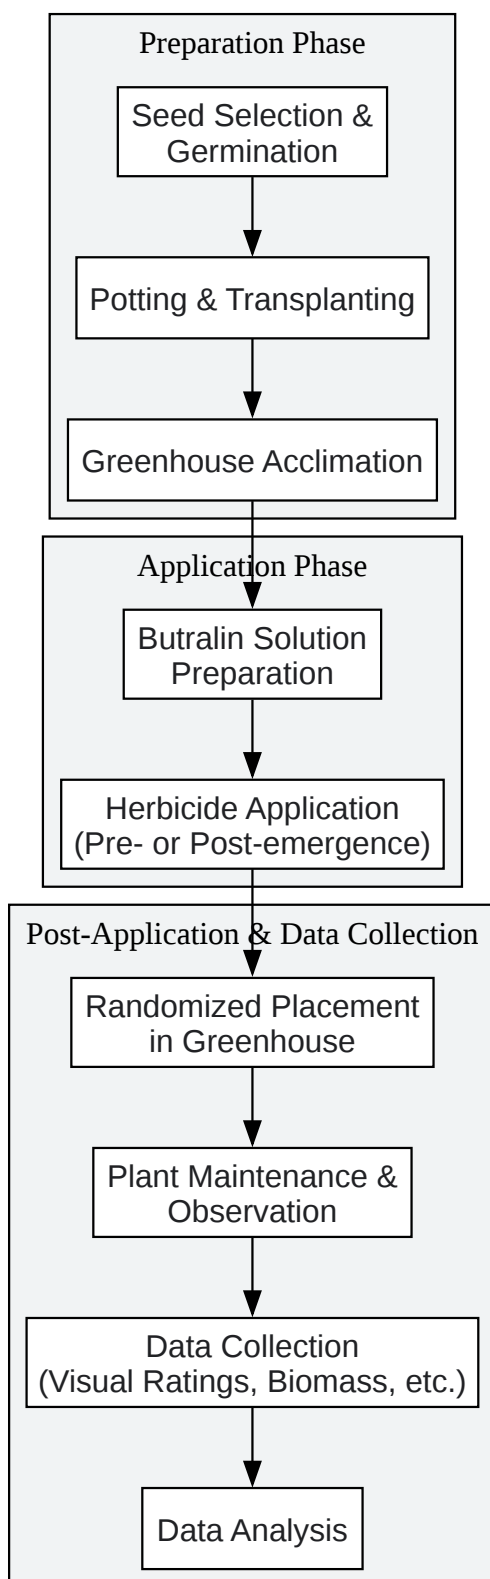 Preparation Phase
Seed Selection &
Germination
Potting & Transplanting
Greenhouse Acclimation
Application Phase
Butralin Solution
Preparation
Herbicide Application
(Pre- or Post-emergence)
Post-Application & Data Collection
Randomized Placement
in Greenhouse
Plant Maintenance &
Observation
Data Collection
(Visual Ratings, Biomass, etc.)
Data Analysis